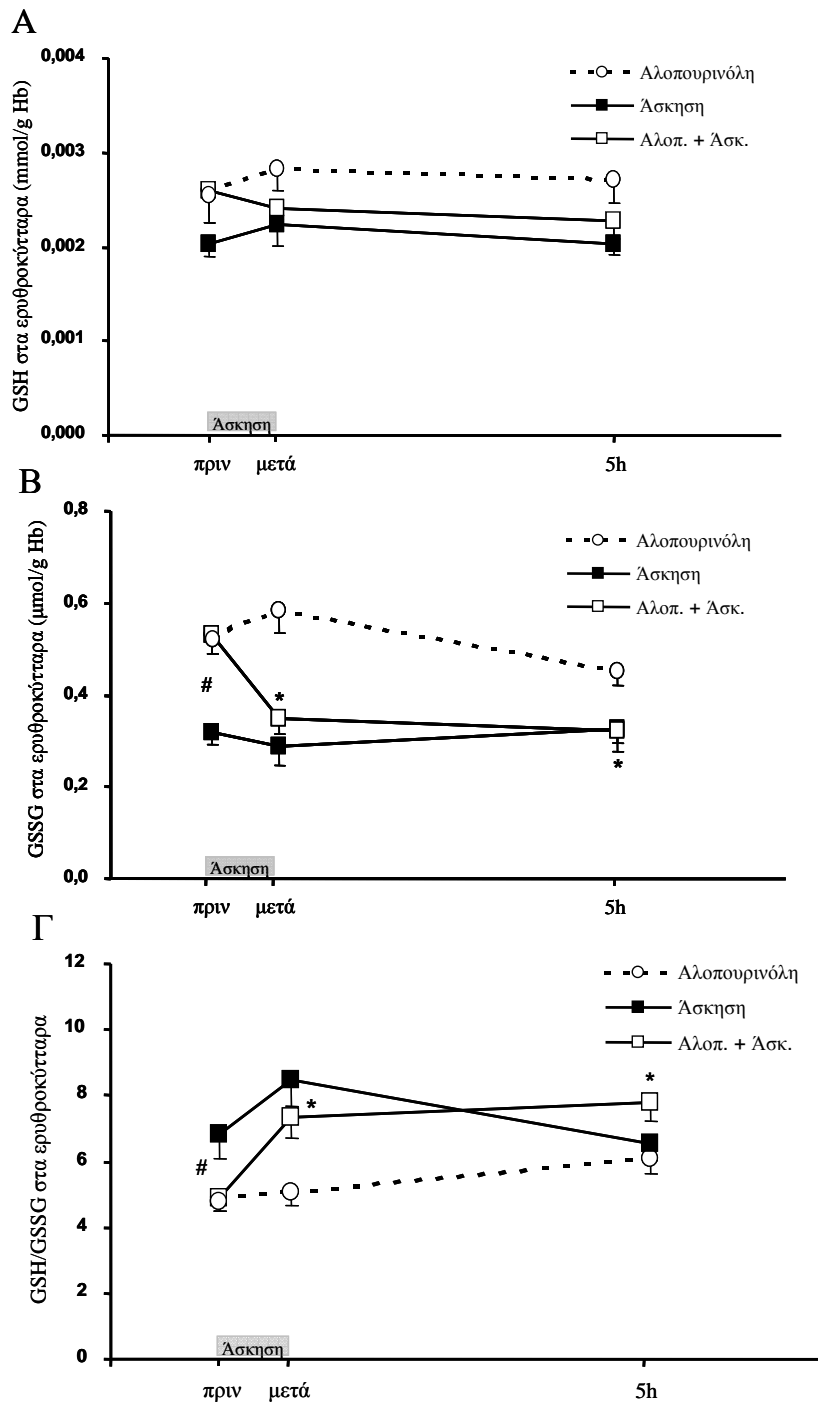 Α
GSH στα ερυθροκύτταρα (mmol/g Hb)
0,004
0,003
0,002
0,001
0,000
Αλοπουρινόλη
Άσκηση
Αλοπ. + Άσκ.
Άσκηση
πριν μετά 5h
Β
GSSG στα ερυθροκύτταρα (μmol/g Hb)
0,8
0,6
0,4
0,2
0,0
Αλοπουρινόλη
Άσκηση
Αλοπ. + Άσκ.
#
*
*
Άσκηση
πριν μετά 5h
Γ
GSH/GSSG στα ερυθροκύτταρα
12
10
8
6
4
2
0
Αλοπουρινόλη
Άσκηση
Αλοπ. + Άσκ.
*
*
#
Άσκηση
πριν μετά 5h